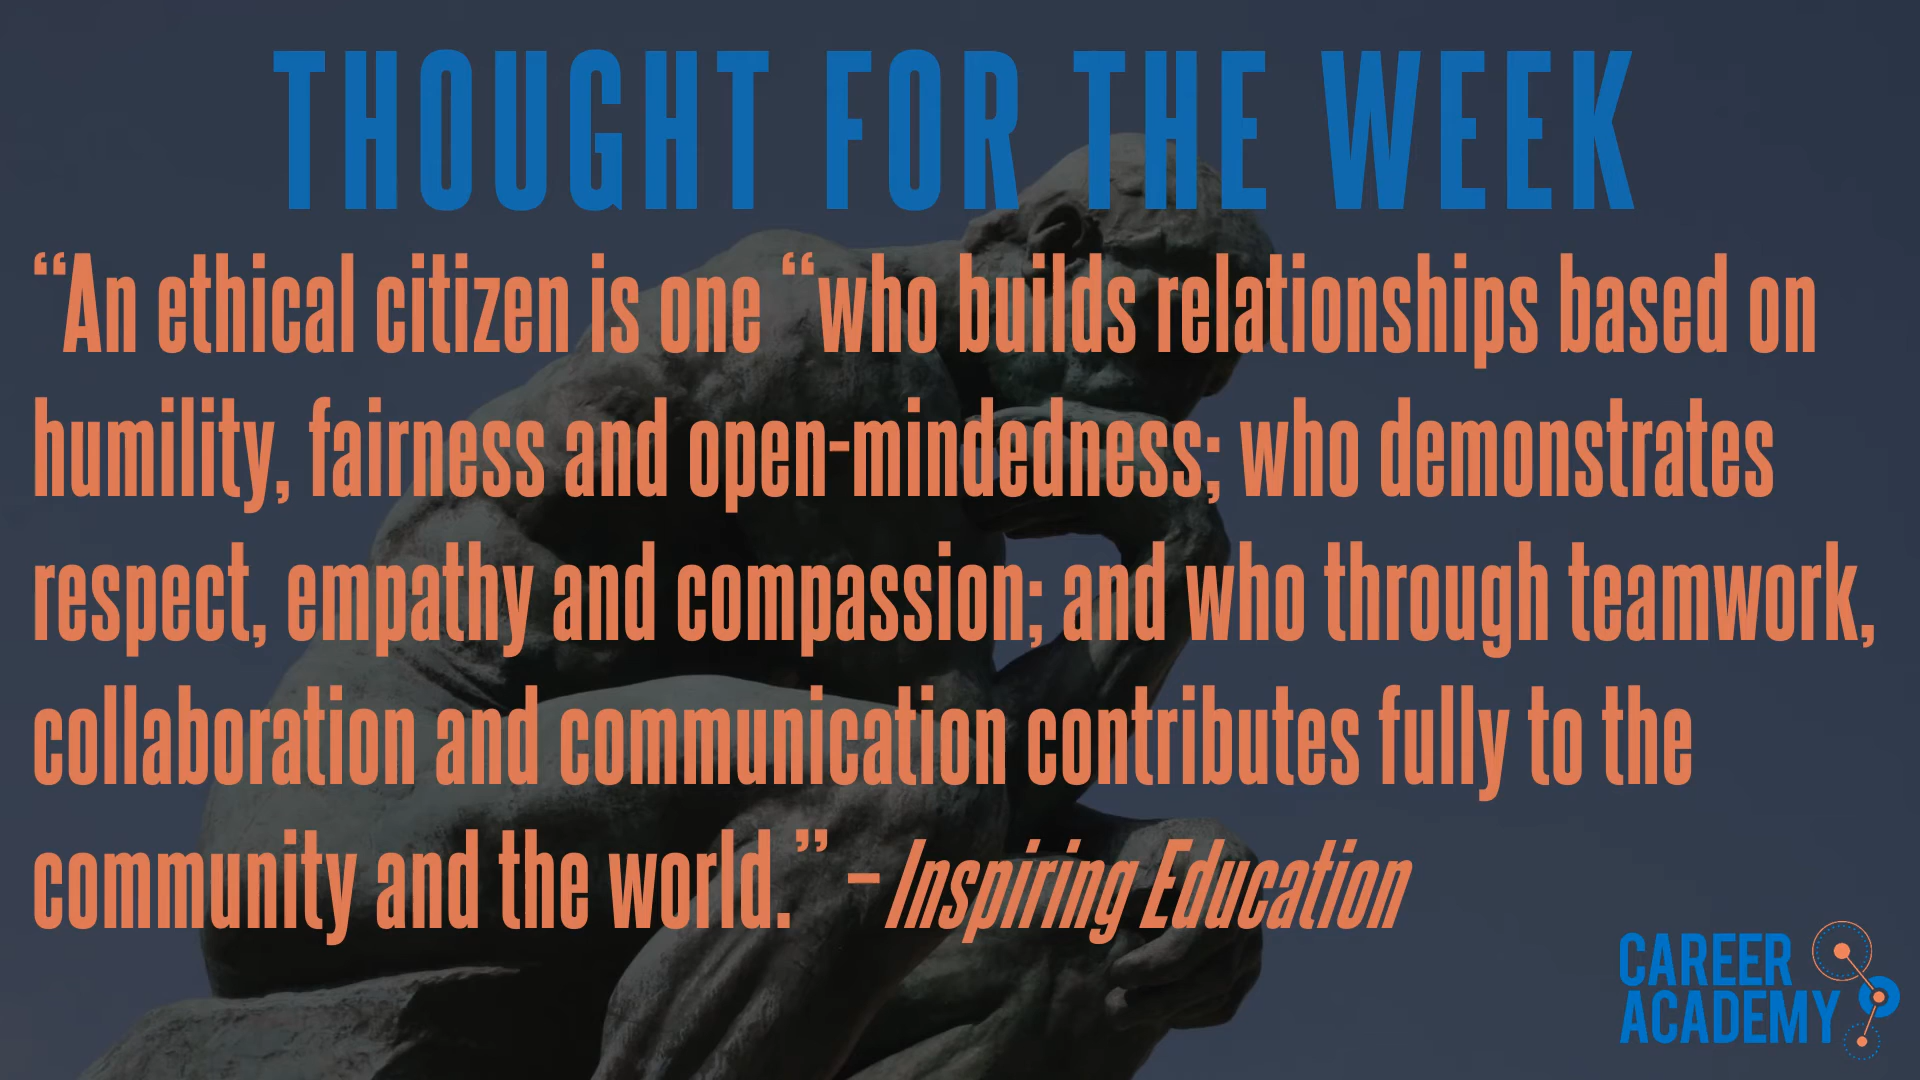 THOUGHT FOR THE WEEK
“An ethical citizen is one “who builds relationships based on
humility, fairness and open-mindedness; who demonstrates
respect, empathy and compassion; and who through teamwork,
collaboration and communication contributes fully to the
community and the world.” – Inspiring Education
CAREER
ACADEMY